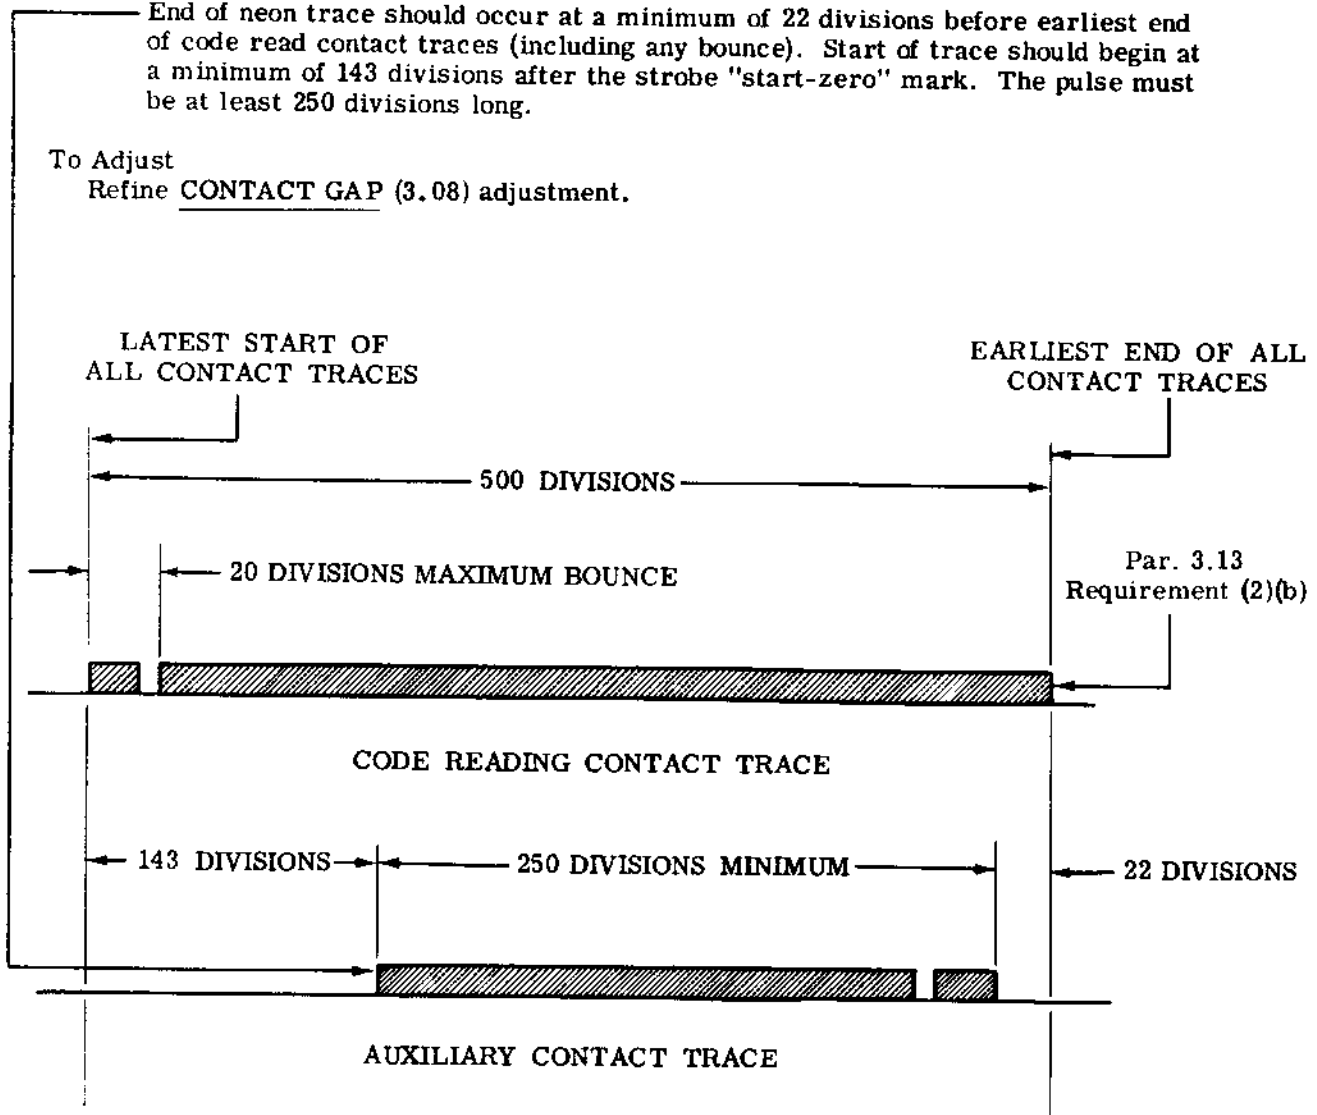 End of neon trace should occur at a minimum of 22 divisions before earliest end
of code read contact traces (including any bounce). Start of trace should begin at
a minimum of 143 divisions after the strobe "start-zero" mark. The pulse must
be at least 250 divisions long.
To Adjust
Refine CONTACT GAP (3.08) adjustment.
LATEST START OF
ALL CONTACT TRACES
EARLIEST END OF ALL
CONTACT TRACES
500 DIVISIONS
20 DIVISIONS MAXIMUM BOUNCE
Par. 3.13
Requirement (2)(b)
CODE READING CONTACT TRACE
143 DIVISIONS
250 DIVISIONS MINIMUM
22 DIVISIONS
AUXILIARY CONTACT TRACE